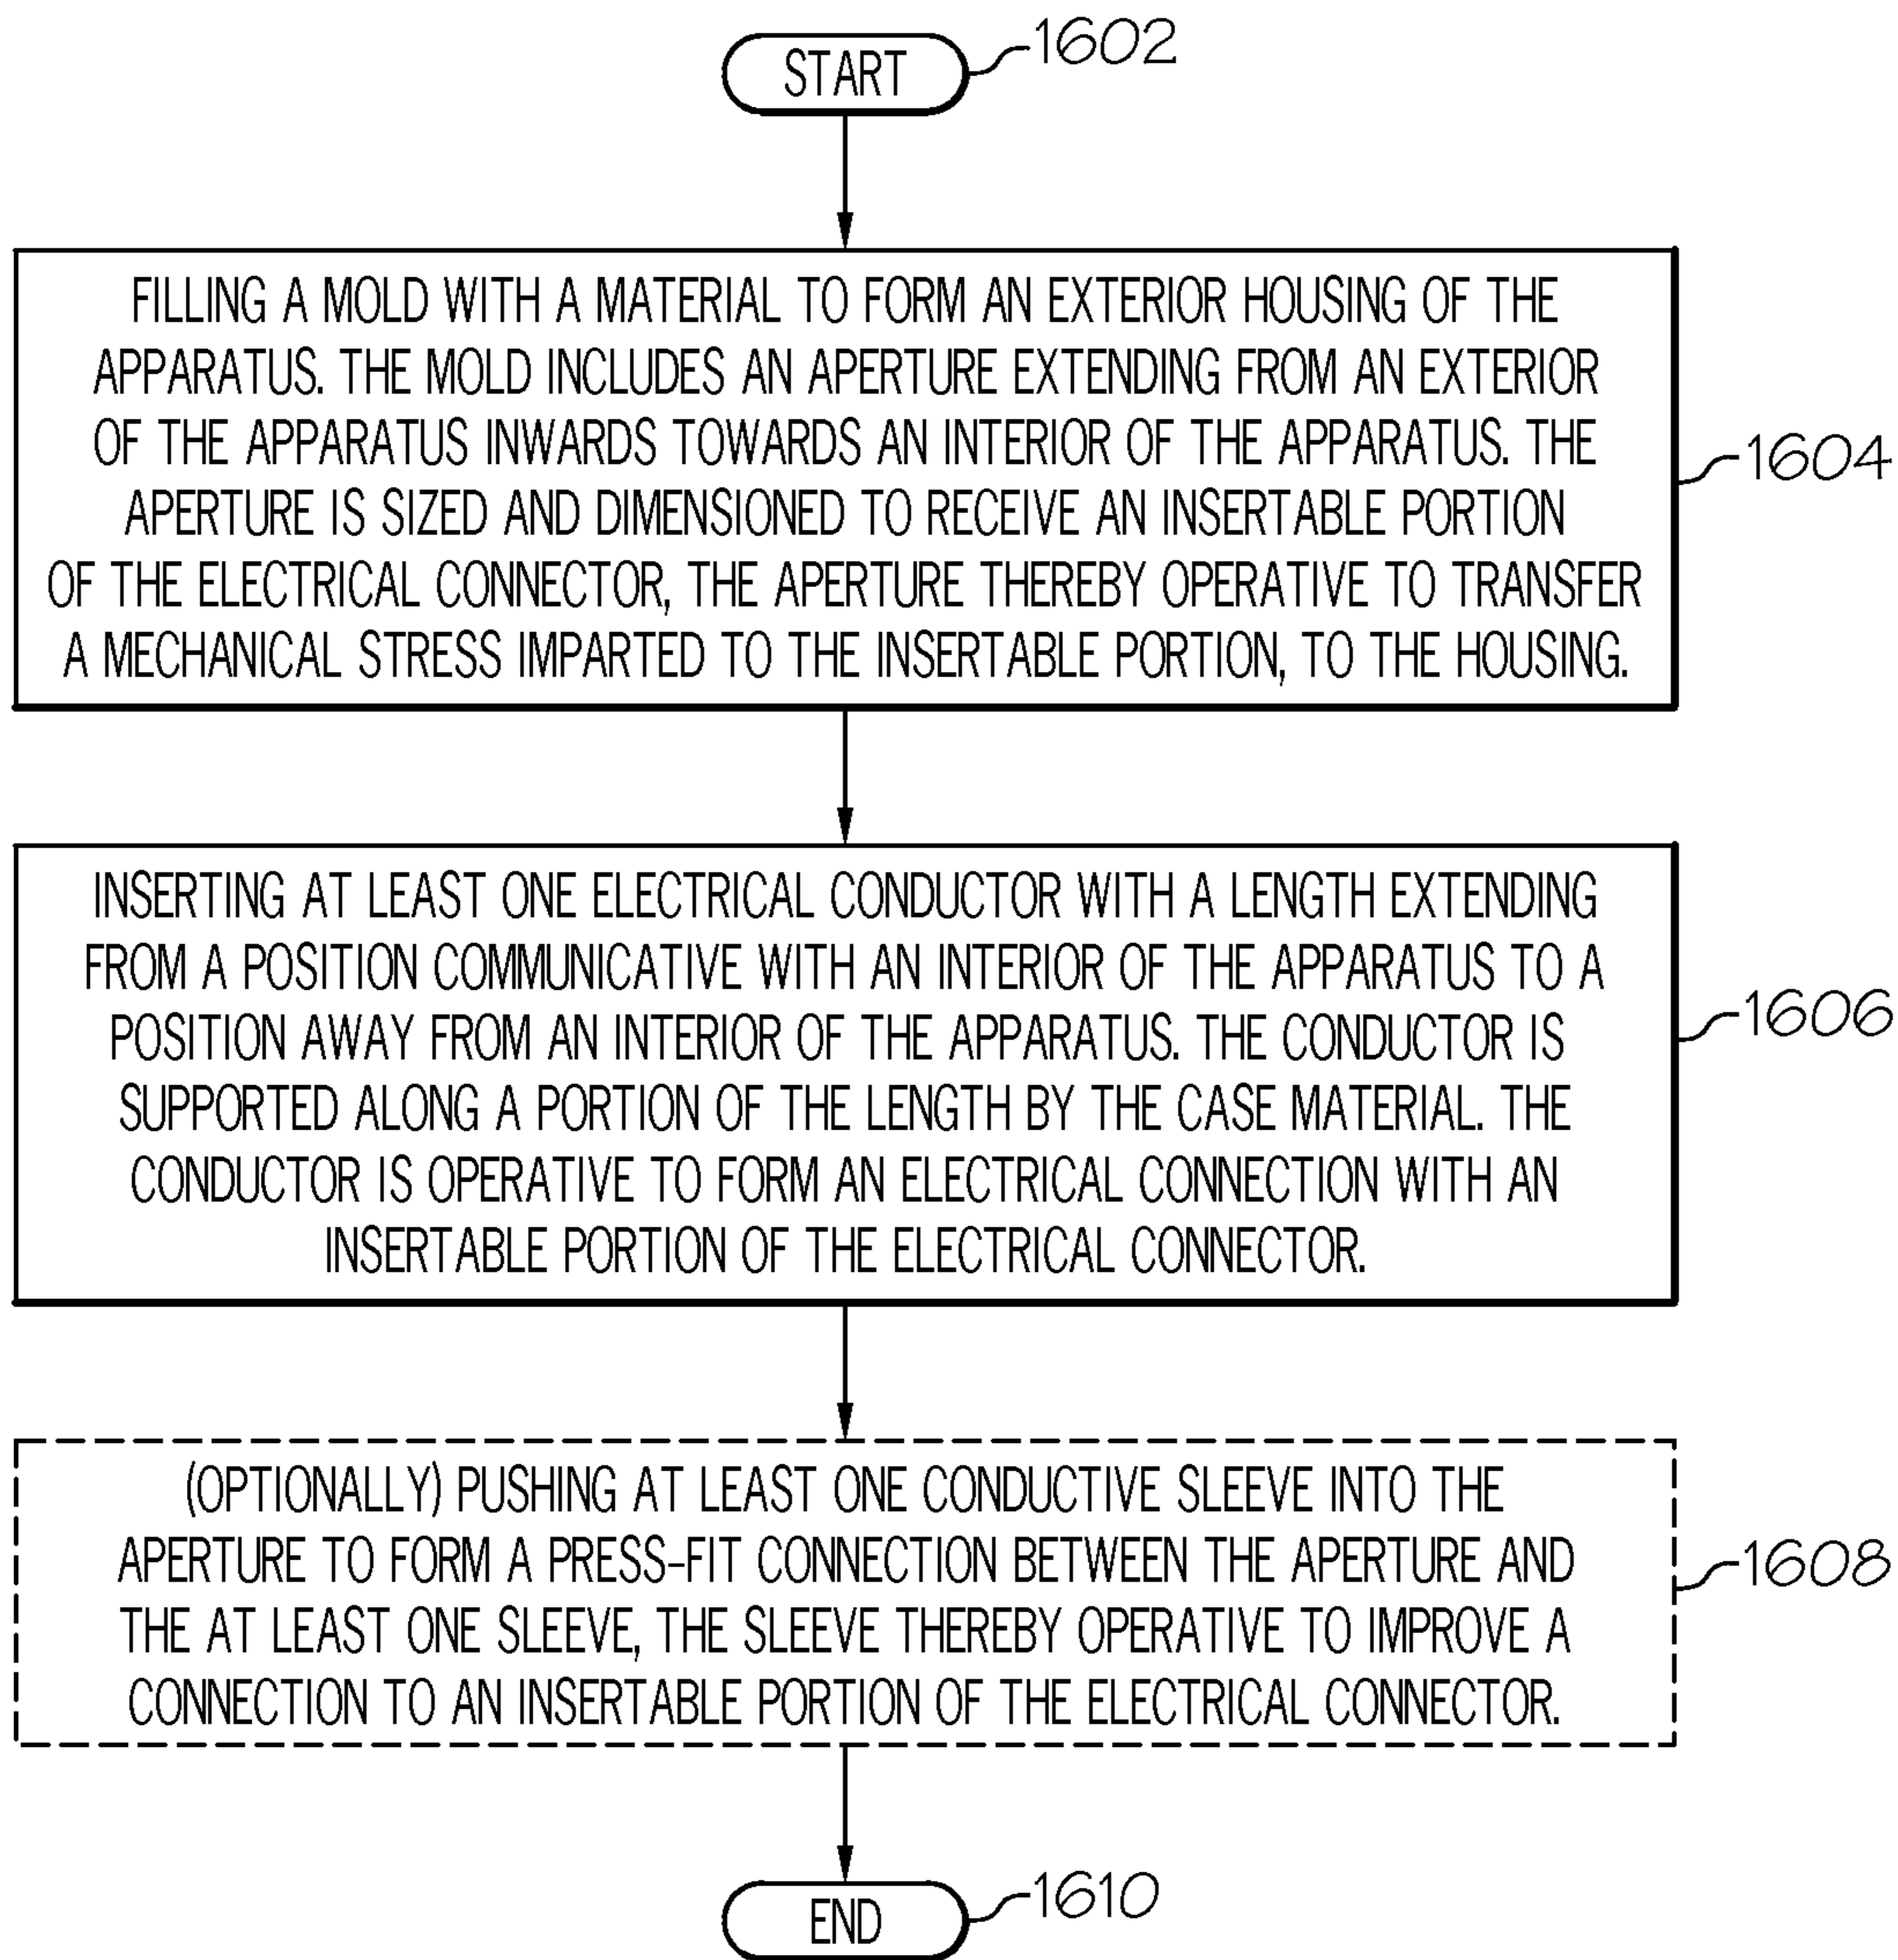 START
1602
FILLING A MOLD WITH A MATERIAL TO FORM AN EXTERIOR HOUSING OF THE
APPARATUS. THE MOLD INCLUDES AN APERTURE EXTENDING FROM AN EXTERIOR
OF THE APPARATUS INWARDS TOWARDS AN INTERIOR OF THE APPARATUS. THE
APERTURE IS SIZED AND DIMENSIONED TO RECEIVE AN INSERTABLE PORTION
OF THE ELECTRICAL CONNECTOR, THE APERTURE THEREBY OPERATIVE TO TRANSFER
A MECHANICAL STRESS IMPARTED TO THE INSERTABLE PORTION, TO THE HOUSING.
1604
INSERTING AT LEAST ONE ELECTRICAL CONDUCTOR WITH A LENGTH EXTENDING
FROM A POSITION COMMUNICATIVE WITH AN INTERIOR OF THE APPARATUS TO A
POSITION AWAY FROM AN INTERIOR OF THE APPARATUS. THE CONDUCTOR IS
SUPPORTED ALONG A PORTION OF THE LENGTH BY THE CASE MATERIAL. THE
CONDUCTOR IS OPERATIVE TO FORM AN ELECTRICAL CONNECTION WITH AN
INSERTABLE PORTION OF THE ELECTRICAL CONNECTOR.
1606
(OPTIONALLY) PUSHING AT LEAST ONE CONDUCTIVE SLEEVE INTO THE
APERTURE TO FORM A PRESS-FIT CONNECTION BETWEEN THE APERTURE AND
THE AT LEAST ONE SLEEVE, THE SLEEVE THEREBY OPERATIVE TO IMPROVE A
CONNECTION TO AN INSERTABLE PORTION OF THE ELECTRICAL CONNECTOR.
1608
END
1610